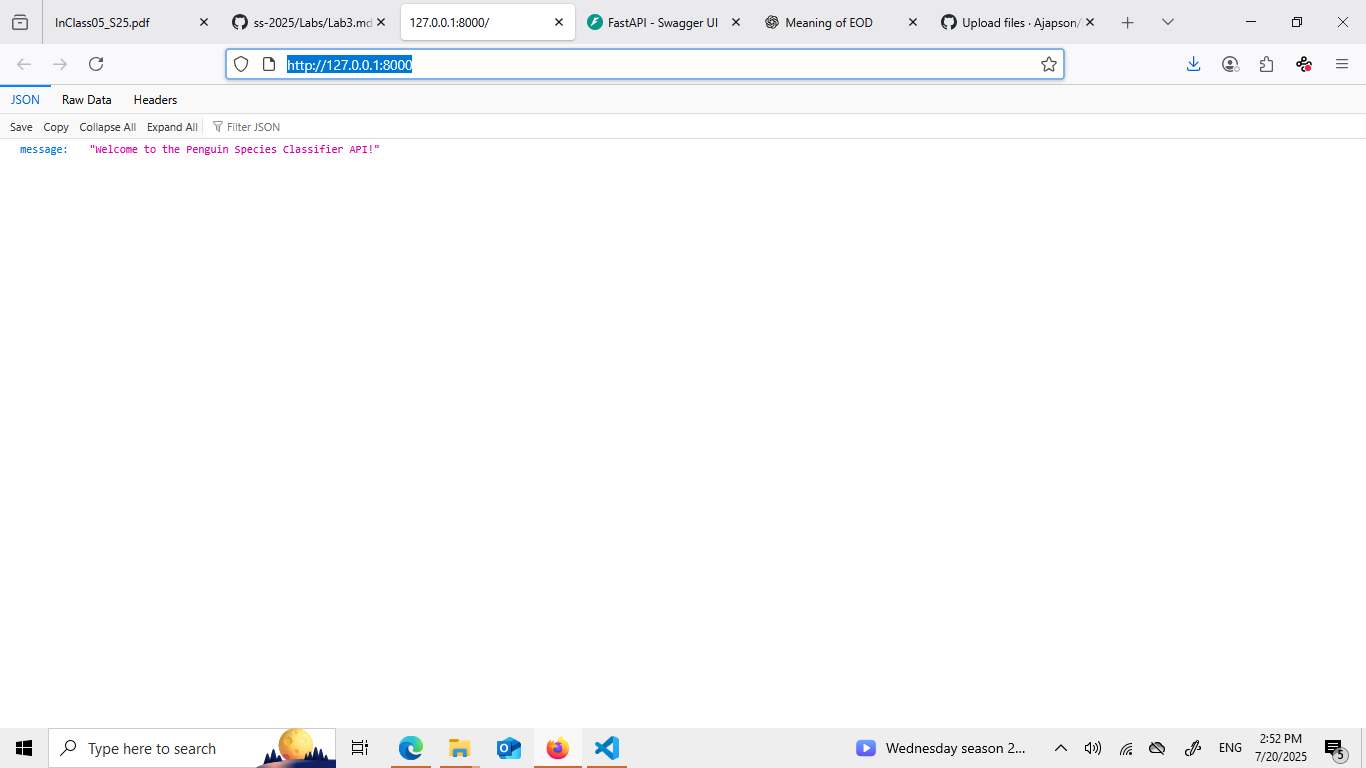 InClass05_S25.pdf
ss-2025/Labs/Lab3.md
127.0.0.1:8000/
FastAPI - Swagger UI
Meaning of EOD
Upload files · Ajapson/
http://127.0.0.1:8000
JSON Raw Data Headers
Save Copy Collapse All Expand All Filter JSON
message: "Welcome to the Penguin Species Classifier API!"
Type here to search
Wednesday season 2...
ENG
2:52 PM
7/20/2025
5